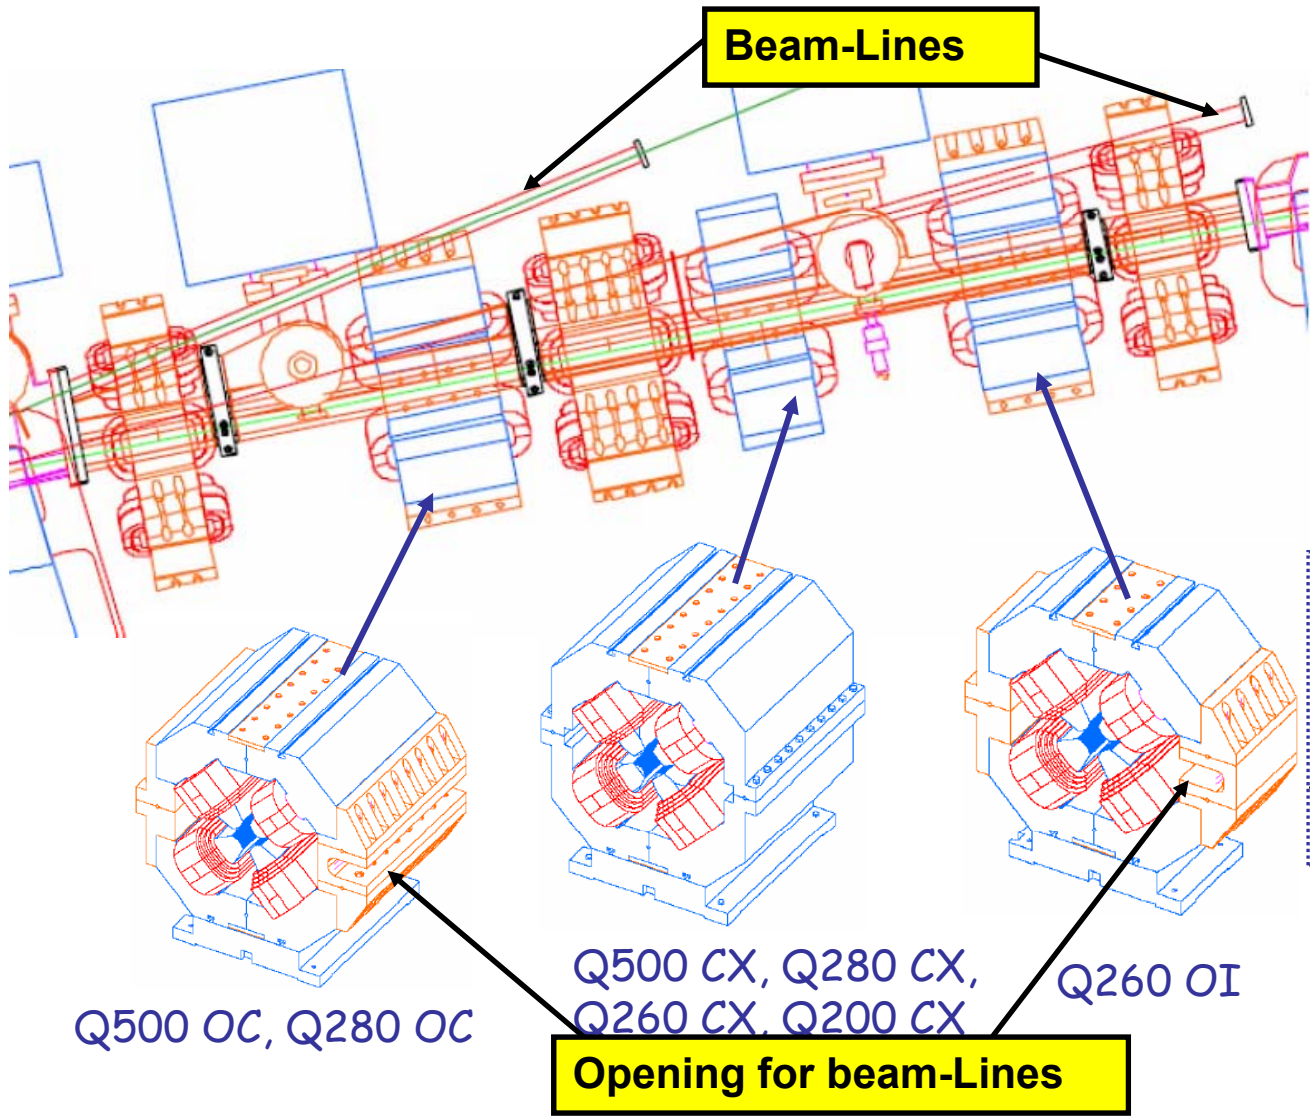 Beam-Lines
Q500 CX, Q280 CX,
Q260 CX, Q200 CX
Q260 OI
Q500 OC, Q280 OC
Opening for beam-Lines